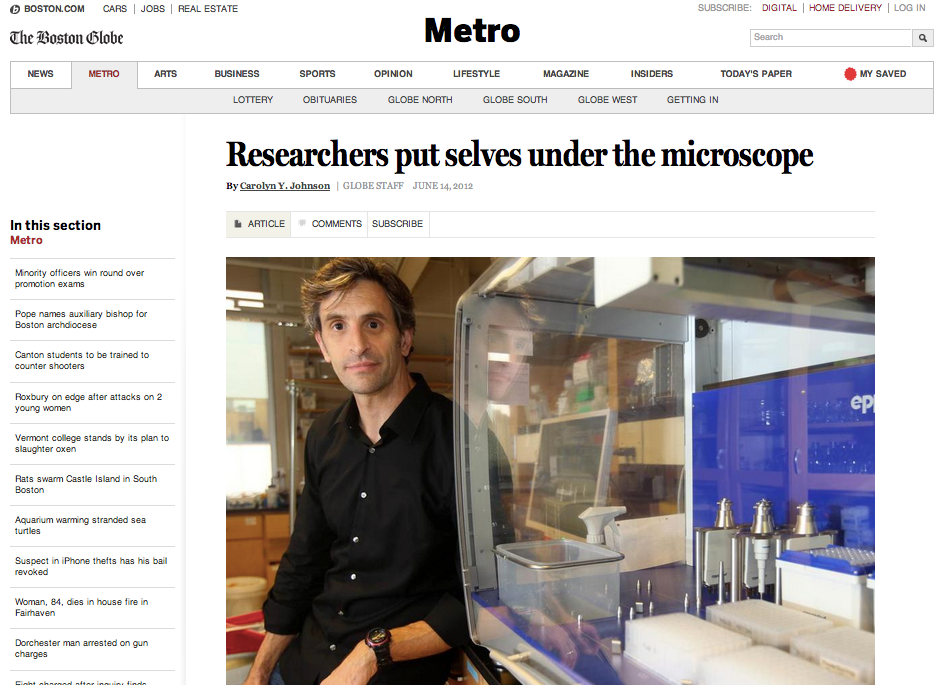 BOSTON.COM CARS | JOBS | REAL ESTATE
SUBSCRIBE: DIGITAL | HOME DELIVERY | LOG IN
The Boston Globe
Metro
Search
NEWS METRO ARTS BUSINESS SPORTS OPINION LIFESTYLE MAGAZINE INSIDERS TODAY'S PAPER MY SAVED
LOTTERY OBITUARIES GLOBE NORTH GLOBE SOUTH GLOBE WEST GETTING IN
Researchers put selves under the microscope
By Carolyn Y. Johnson | GLOBE STAFF JUNE 14, 2012
ARTICLE COMMENTS SUBSCRIBE
In this section
Metro
Minority officers win round over
promotion exams
Pope names auxiliary bishop for
Boston archdiocese
Canton students to be trained to
counter shooters
Roxbury on edge after attacks on 2
young women
Vermont college stands by its plan to
slaughter oxen
Rats swarm Castle Island in South
Boston
Aquarium warming stranded sea
turtles
Suspect in iPhone thefts has his bail
revoked
Woman, 84, dies in house fire in
Fairhaven
Dorchester man arrested on gun
charges
Eight charged after inquiry finds
epp